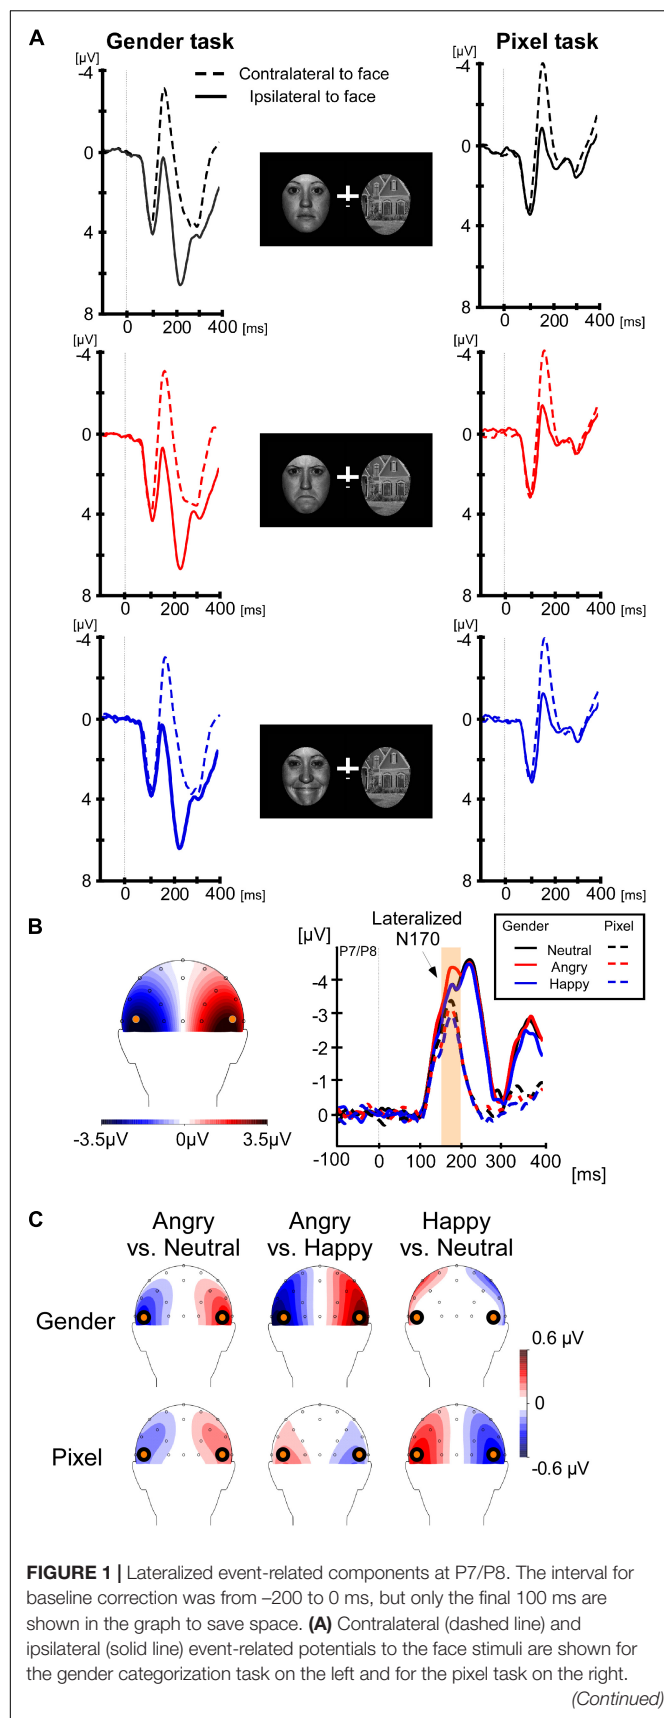 A
Gender task
Pixel task
[µV]
-4
0
4
8
0
200
400
[ms]
Contralateral to face
Ipsilateral to face
[µV]
-4
0
4
8
0
200
400
[ms]
[µV]
-4
0
4
8
0
200
400
[ms]
[µV]
-4
0
4
8
0
200
400
[ms]
[µV]
-4
0
4
8
0
200
400
[ms]
[µV]
-4
0
4
8
0
200
400
[ms]
B
-3.5µV
0µV
3.5µV
Lateralized
N170
[µV]
P7/P8
-4
-3
-2
-1
0
-100
0
100
200
300
400
[ms]
Gender
Pixel
Neutral
Angry
Happy
C
Angry
vs. Neutral
Angry
vs. Happy
Happy
vs. Neutral
Gender
Pixel
0.6 µV
0
-0.6 µV
FIGURE 1 | Lateralized event-related components at P7/P8. The interval for
baseline correction was from –200 to 0 ms, but only the final 100 ms are
shown in the graph to save space. (A) Contralateral (dashed line) and
ipsilateral (solid line) event-related potentials to the face stimuli are shown for
the gender categorization task on the left and for the pixel task on the right.
(Continued)